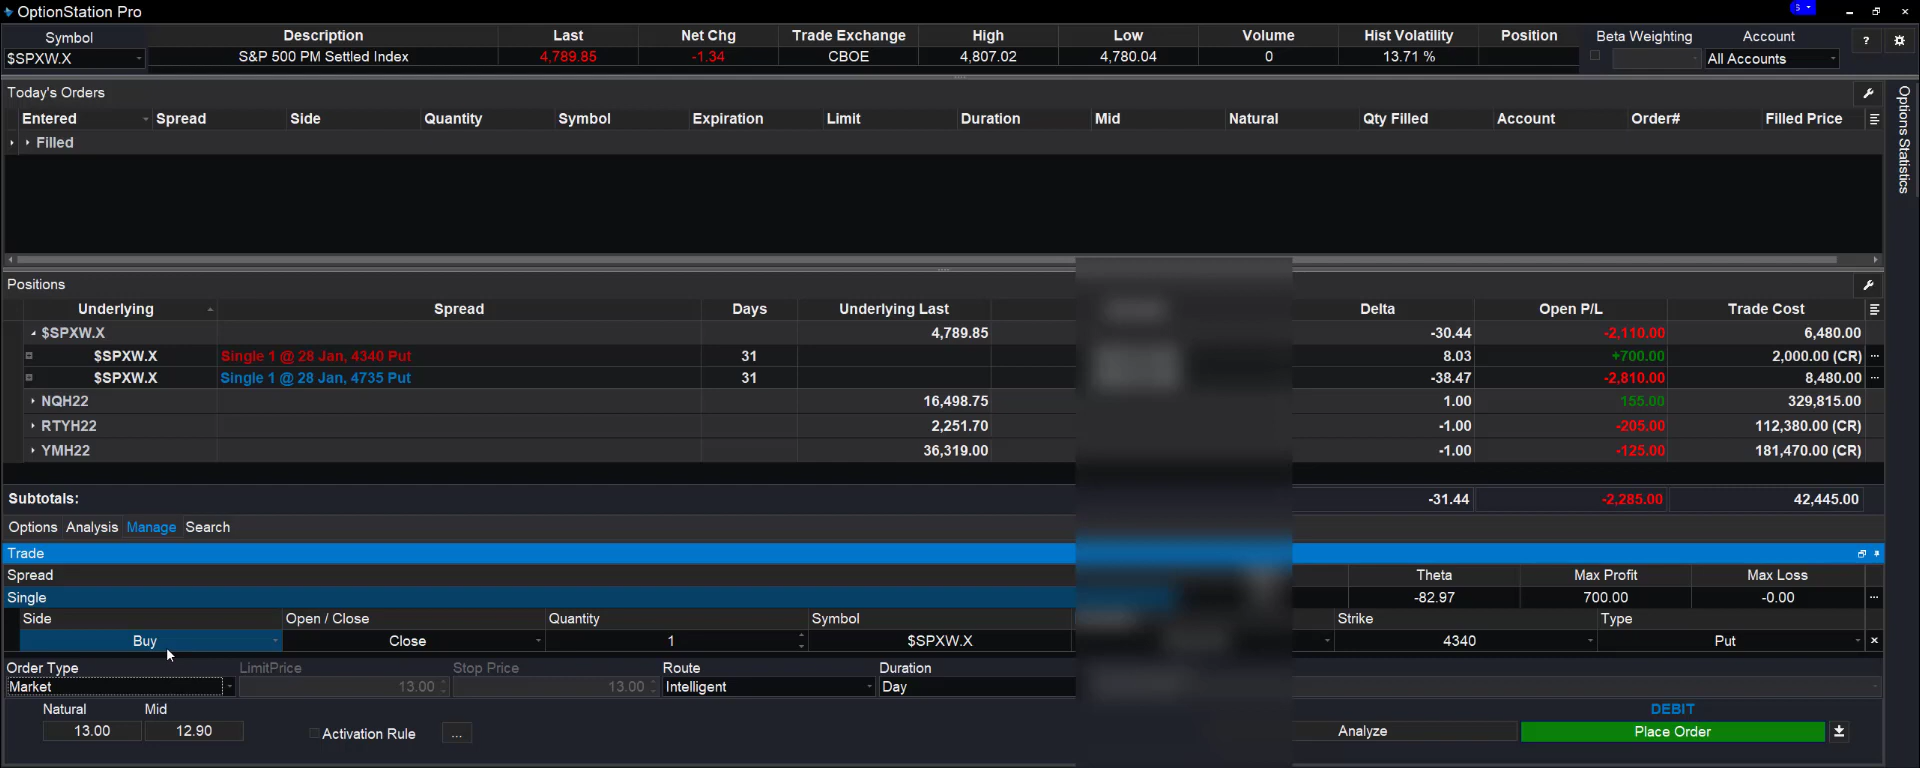 OptionStation Pro
S
Symbol Description Last Net Chg Trade Exchange High Low Volume Hist Volatility Position Beta Weighting Account ?
$SPXW.X S&P 500 PM Settled Index 4,789.85 -1.34 CBOE 4,807.02 4,780.04 0 13.71 % All Accounts
Today's Orders
Entered Spread Side Quantity Symbol Expiration Limit Duration Mid Natural Qty Filled Account Order# Filled Price
Filled
Options Statistics
Positions
Underlying Spread Days Underlying Last Delta Open P/L Trade Cost
$SPXW.X 4,789.85 -30.44 -2,110.00 6,480.00
$SPXW.X Single 1 @ 28 Jan, 4340 Put 31 8.03 +700.00 2,000.00 (CR) ...
$SPXW.X Single 1 @ 28 Jan, 4735 Put 31 -38.47 -2,810.00 8,480.00 ...
NQH22 16,498.75 1.00 155.00 329,815.00
RTYH22 2,251.70 -1.00 -205.00 112,380.00 (CR)
YMH22 36,319.00 -1.00 -125.00 181,470.00 (CR)
Subtotals: -31.44 -2,285.00 42,445.00
Options Analysis Manage Search
Trade
Spread Theta Max Profit Max Loss
Single -82.97 700.00 -0.00 ...
Side Open / Close Quantity Symbol Strike Type
Buy Close 1 $SPXW.X 4340 Put
Order Type LimitPrice Stop Price Route Duration
Market 13.00 13.00 Intelligent Day
Natural Mid DEBIT
13.00 12.90 Activation Rule ... Analyze Place Order